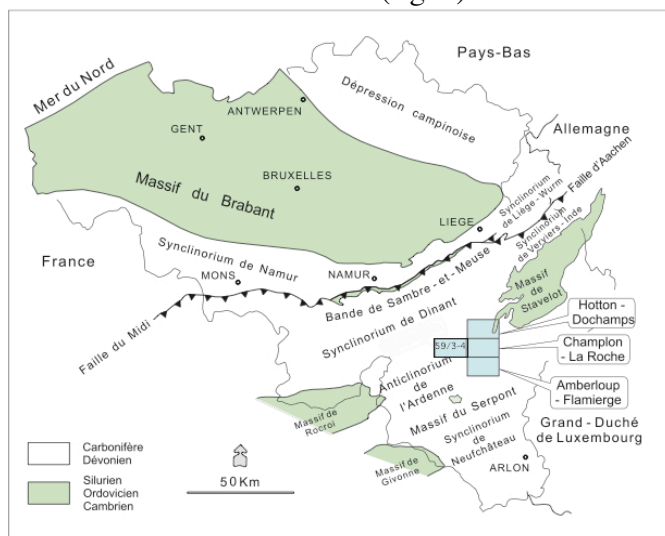 Pays-Bas
Mer du Nord
Dépression campinoise
ANTWERPEN
Allemagne
GENT
Faille d'Aachen
BRUXELLES
Massif du Brabant
Synclinorium
de Liège - Wurm
LIEGE
Synclinorium
de Verviers - Inde
Synclinorium de Namur
France
MONS
NAMUR
Bande de Sambre - et - Meuse
Massif
de
Stavelot
Faille du Midi
Synclinorium de Dinant
Hotton -
Dochamps
59/3-4
Champlon
- La Roche
Anticlinorium
de
l'Ardenne
Amberloup
- Flamierge
Massif de
Rocroi
Massif du Serpont
Grand - Duché
de Luxembourg
Synclinorium
de
Neufchâteau
Massif de
Givonne
ARLON
Carbonifère
Dévonien
Silurien
Ordovicien
Cambrien
50 Km